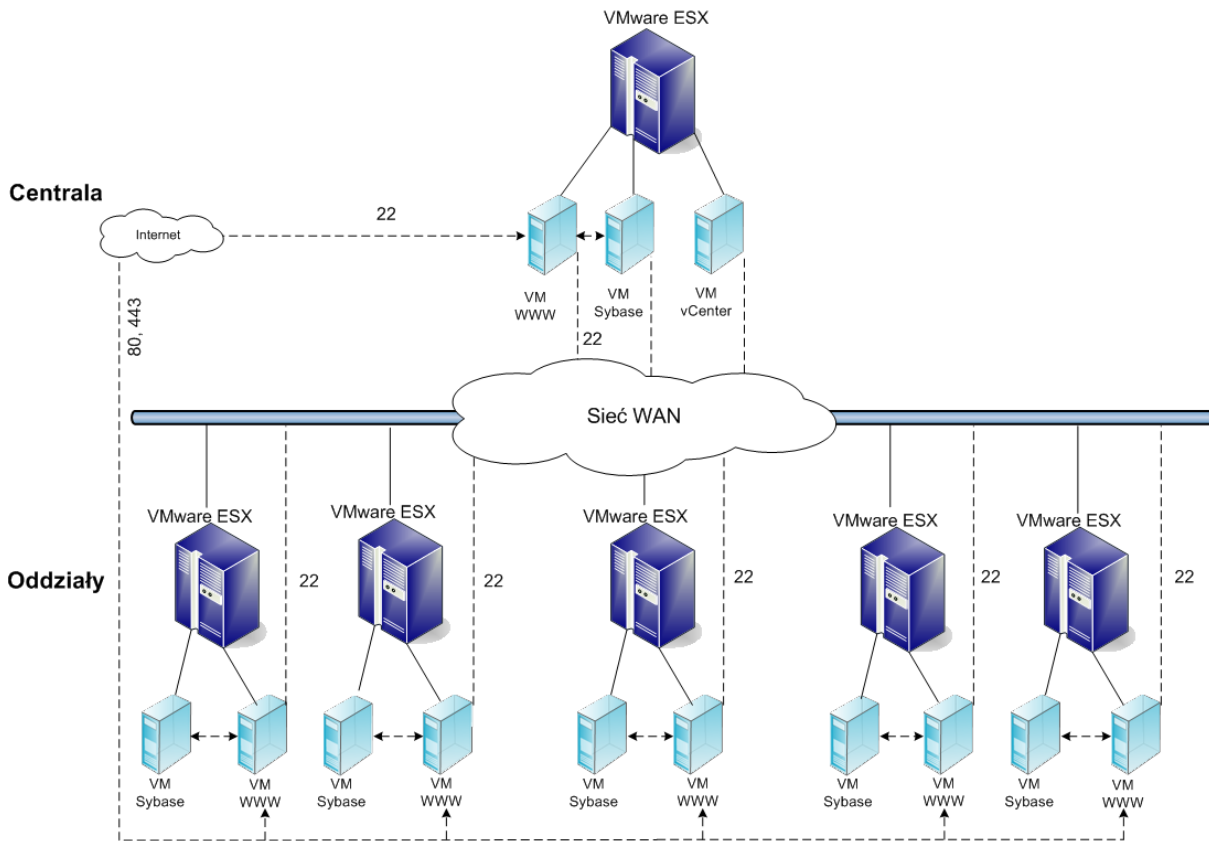 VMware ESX
Centrala
22
Internet
VM
WWW
VM
Sybase
VM
vCenter
80, 443
22
Sieć WAN
VMware ESX
VMware ESX
VMware ESX
VMware ESX
VMware ESX
Oddziały
22
22
22
22
22
VM
Sybase
VM
WWW
VM
Sybase
VM
WWW
VM
Sybase
VM
WWW
VM
Sybase
VM
WWW
VM
Sybase
VM
WWW